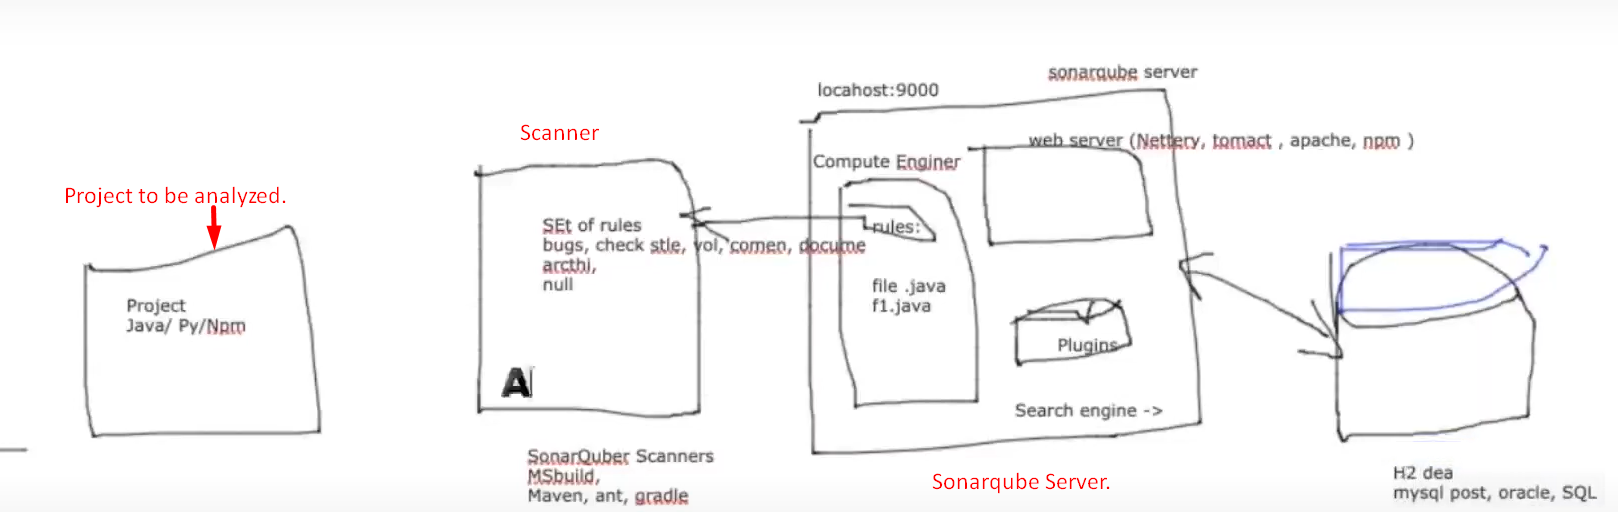 Project to be analyzed.
Project
Java/ Py/Npm
Scanner
SEt of rules
bugs, check stle, vol, comen, docume
arcthi,
null
A
SonarQuber Scanners
MSbuild,
Maven, ant, gradle
locahost:9000
sonarqube server
web server (Nettery, tomact , apache, npm )
Compute Enginer
rules:
file .java
f1.java
Plugins
Search engine ->
Sonarqube Server.
H2 dea
mysql post, oracle, SQL